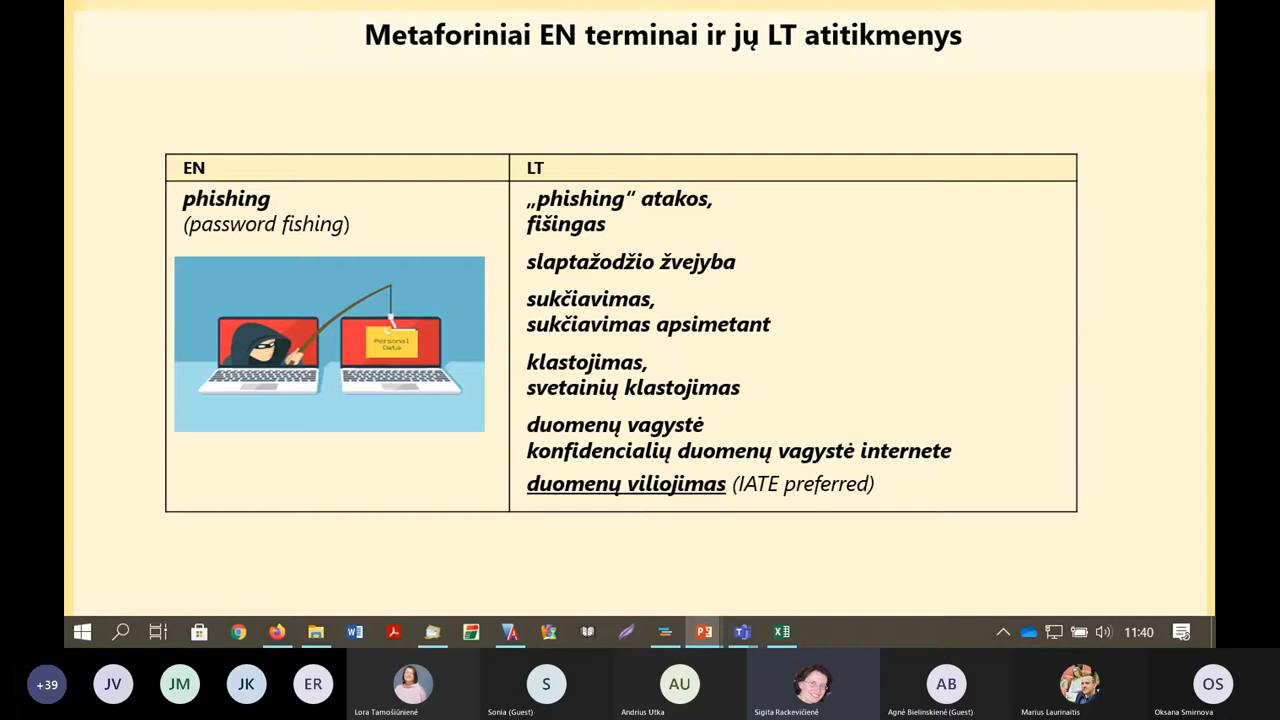 Metaforiniai EN terminai ir jų LT atitikmenys
EN
LT
phishing
(password fishing)
Personal
Data
„phishing“ atakos,
fišingas
slaptažodžio žvejyba
sukčiavimas,
sukčiavimas apsimetant
klastojimas,
svetainių klastojimas
duomenų vagystė
konfidencialių duomenų vagystė internete
duomenų viliojimas (IATE preferred)
11:40
+39
JV
JM
JK
ER
Lora Tamošiūnienė
S
Sonia (Guest)
AU
Andrius Utka
Sigita Rackevičienė
AB
Agnė Bielinskienė (Guest)
Marius Laurinaitis
OS
Oksana Smirnova